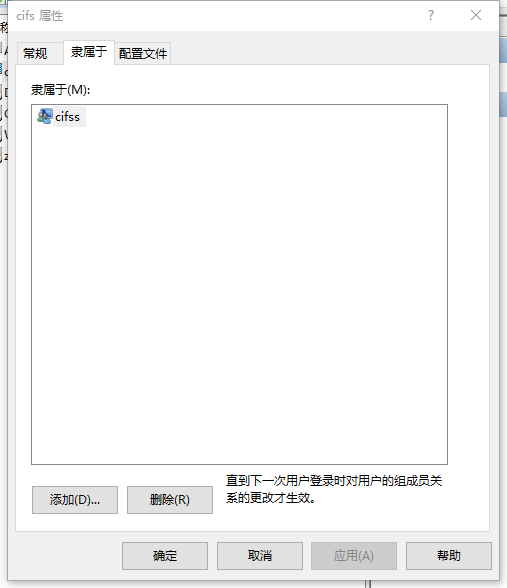 cifs 属性
常规
隶属于
配置文件
隶属于(M):
cifss
添加(D)...
删除(R)
直到下一次用户登录时对用户的组成员关
系的更改才生效。
确定
取消
应用(A)
帮助